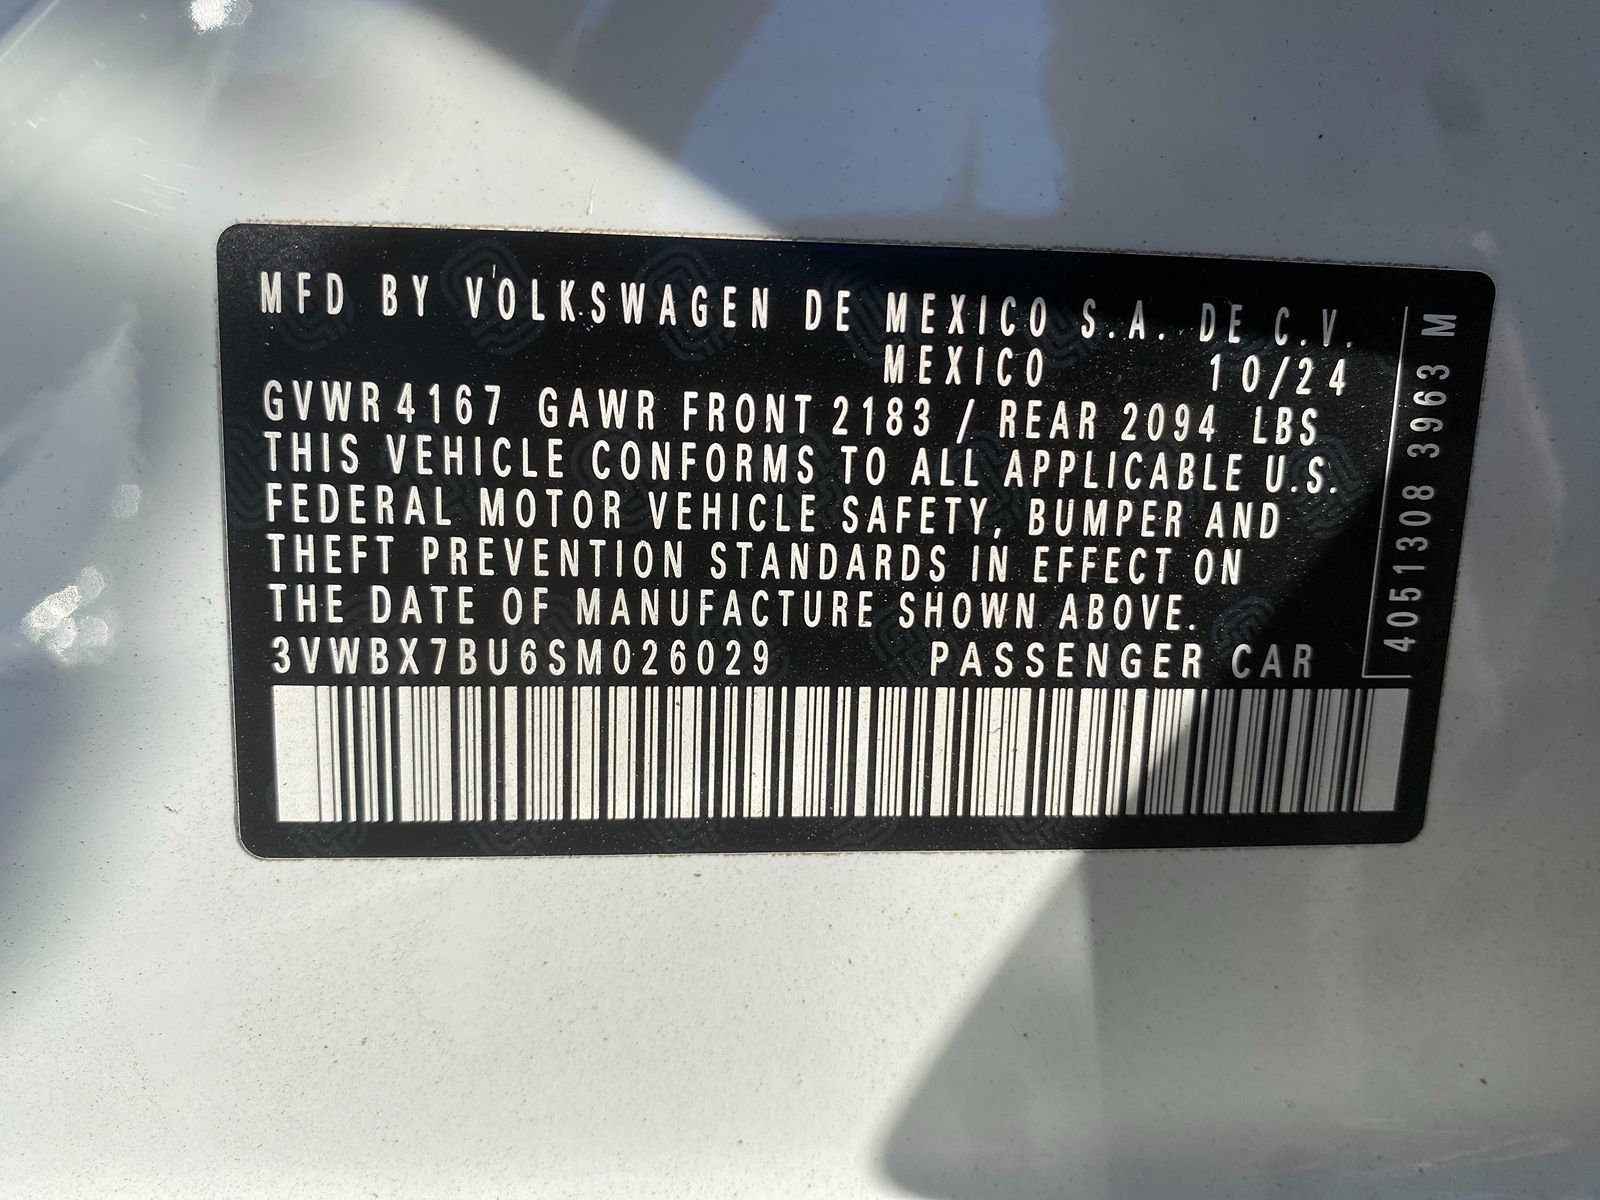 MFD BY VOLKSWAGEN DE MEXICO S.A. DE C.V.
MEXICO 10/24
GVWR 4167 GAWR FRONT 2183 / REAR 2094 LBS
THIS VEHICLE CONFORMS TO ALL APPLICABLE U.S.
FEDERAL MOTOR VEHICLE SAFETY, BUMPER AND
THEFT PREVENTION STANDARDS IN EFFECT ON
THE DATE OF MANUFACTURE SHOWN ABOVE.
3VWBX7BU6SM026029 PASSENGER CAR
4051308 3963 M